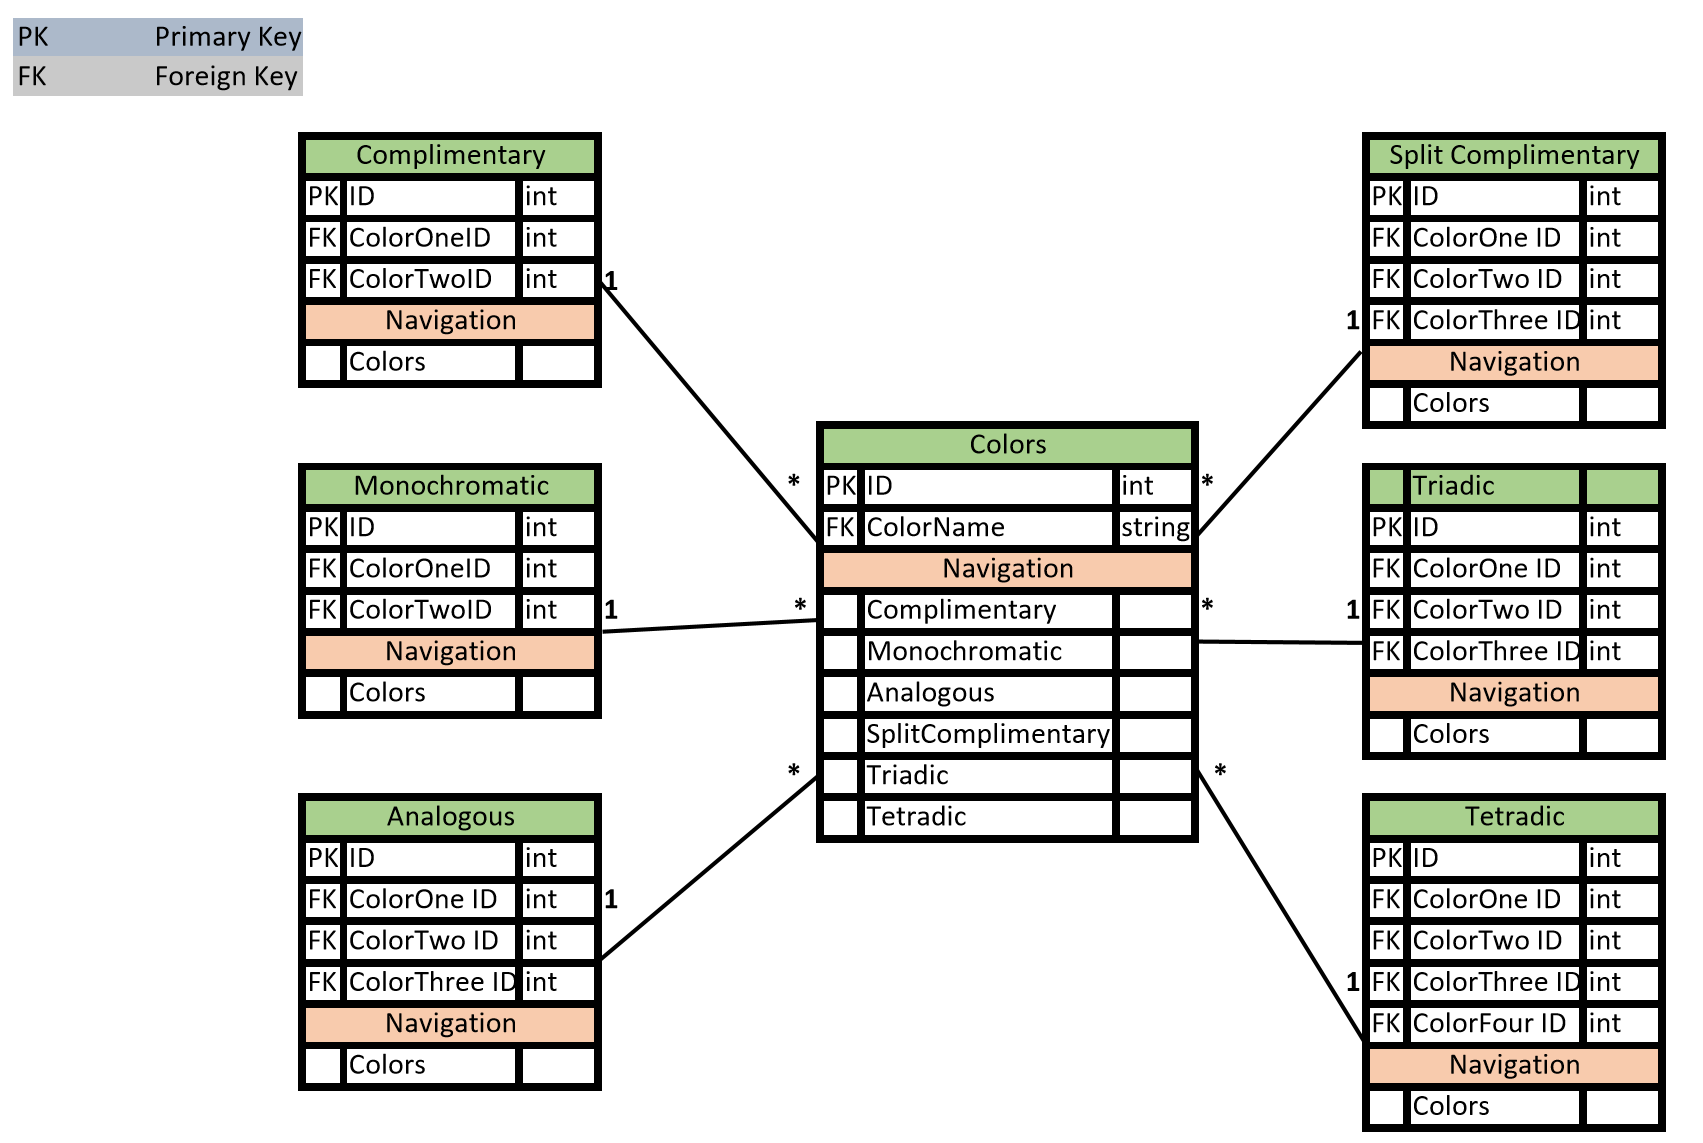 PK Primary Key
FK Foreign Key
Complimentary
PK ID int
FK ColorOneID int
FK ColorTwoID int
1
Navigation
Colors
Monochromatic
PK ID int
FK ColorOneID int
FK ColorTwoID int
1
Navigation
Colors
Analogous
PK ID int
FK ColorOne ID int
1
FK ColorTwo ID int
FK ColorThree ID int
Navigation
Colors
*
*
*
Colors
PK ID int
FK ColorName string
Navigation
Complimentary
Monochromatic
Analogous
SplitComplimentary
Triadic
Tetradic
*
*
*
Split Complimentary
PK ID int
FK ColorOne ID int
FK ColorTwo ID int
1
FK ColorThree ID int
Navigation
Colors
Triadic
PK ID int
FK ColorOne ID int
1
FK ColorTwo ID int
FK ColorThree ID int
Navigation
Colors
Tetradic
PK ID int
FK ColorOne ID int
FK ColorTwo ID int
1
FK ColorThree ID int
FK ColorFour ID int
Navigation
Colors